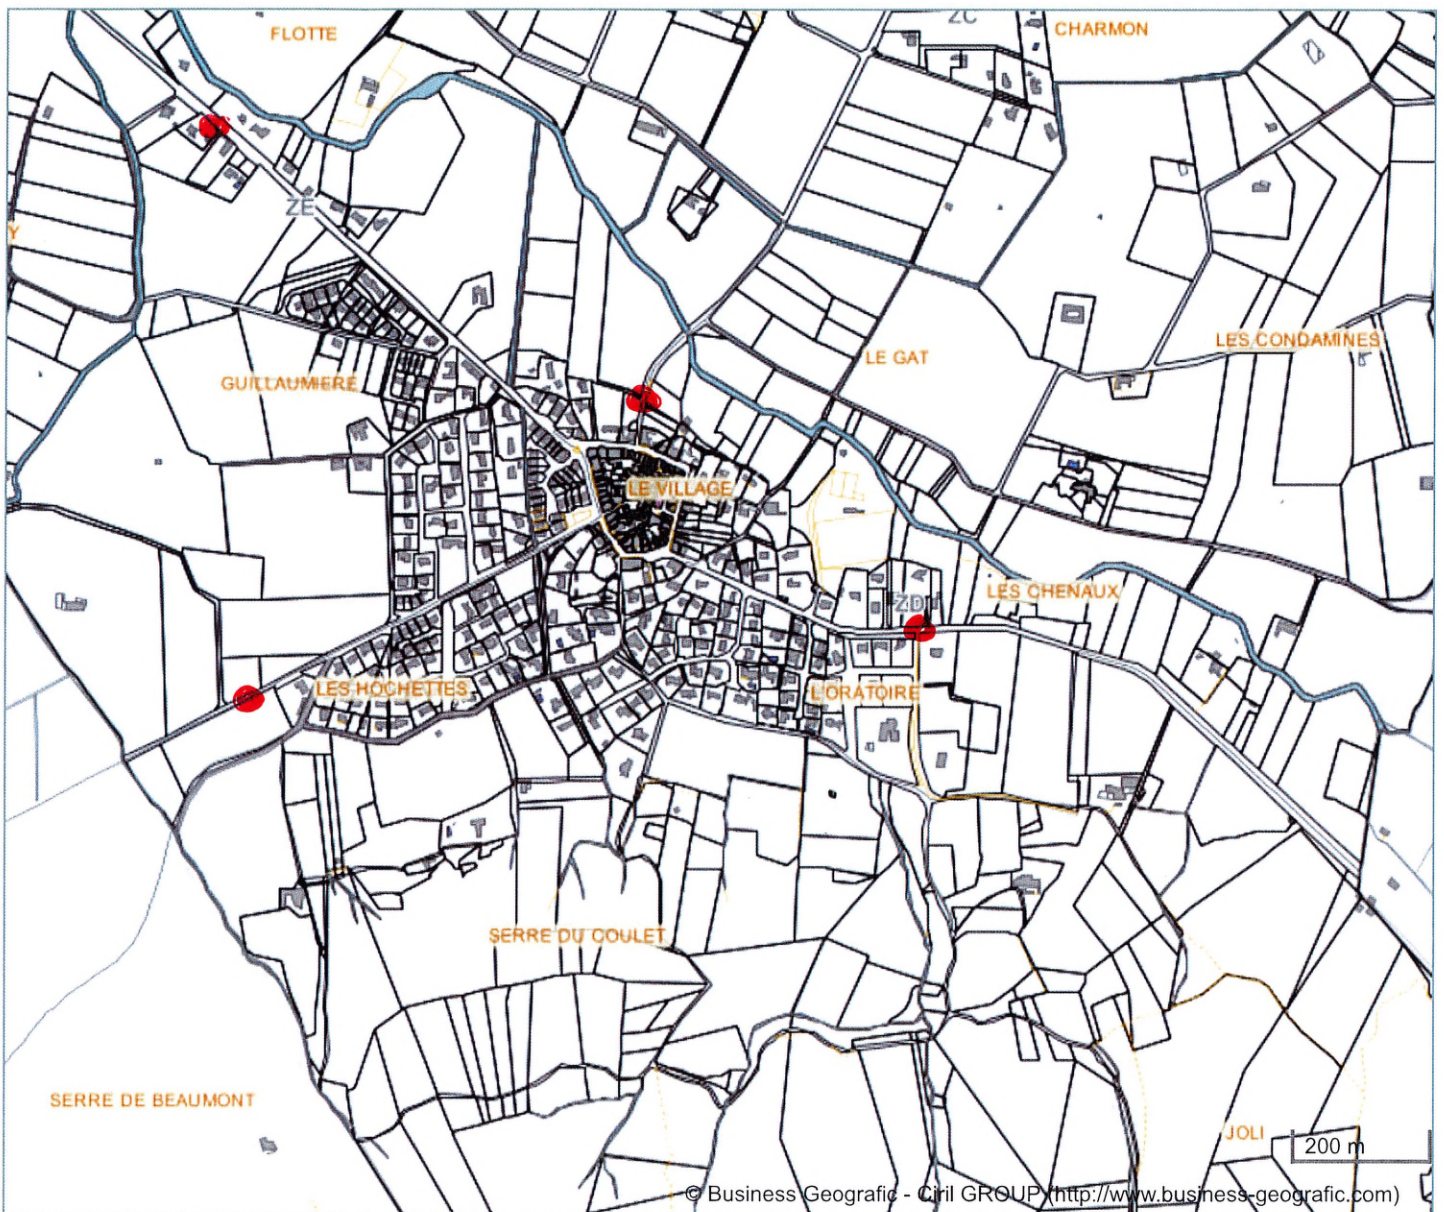 ZC
FLOTTE
CHARMON
ZE
Y
LES CONDAMINES
LE GAT
GUILLAUMIERE
LE VILLAGE
LES CHENAUX
ZD
LES HOCHETTES
L'ORATOIRE
SERRE DU COULET
SERRE DE BEAUMONT
JOLI
200 m
© Business Geografic - Ciril GROUP (http://www.business-geografic.com)